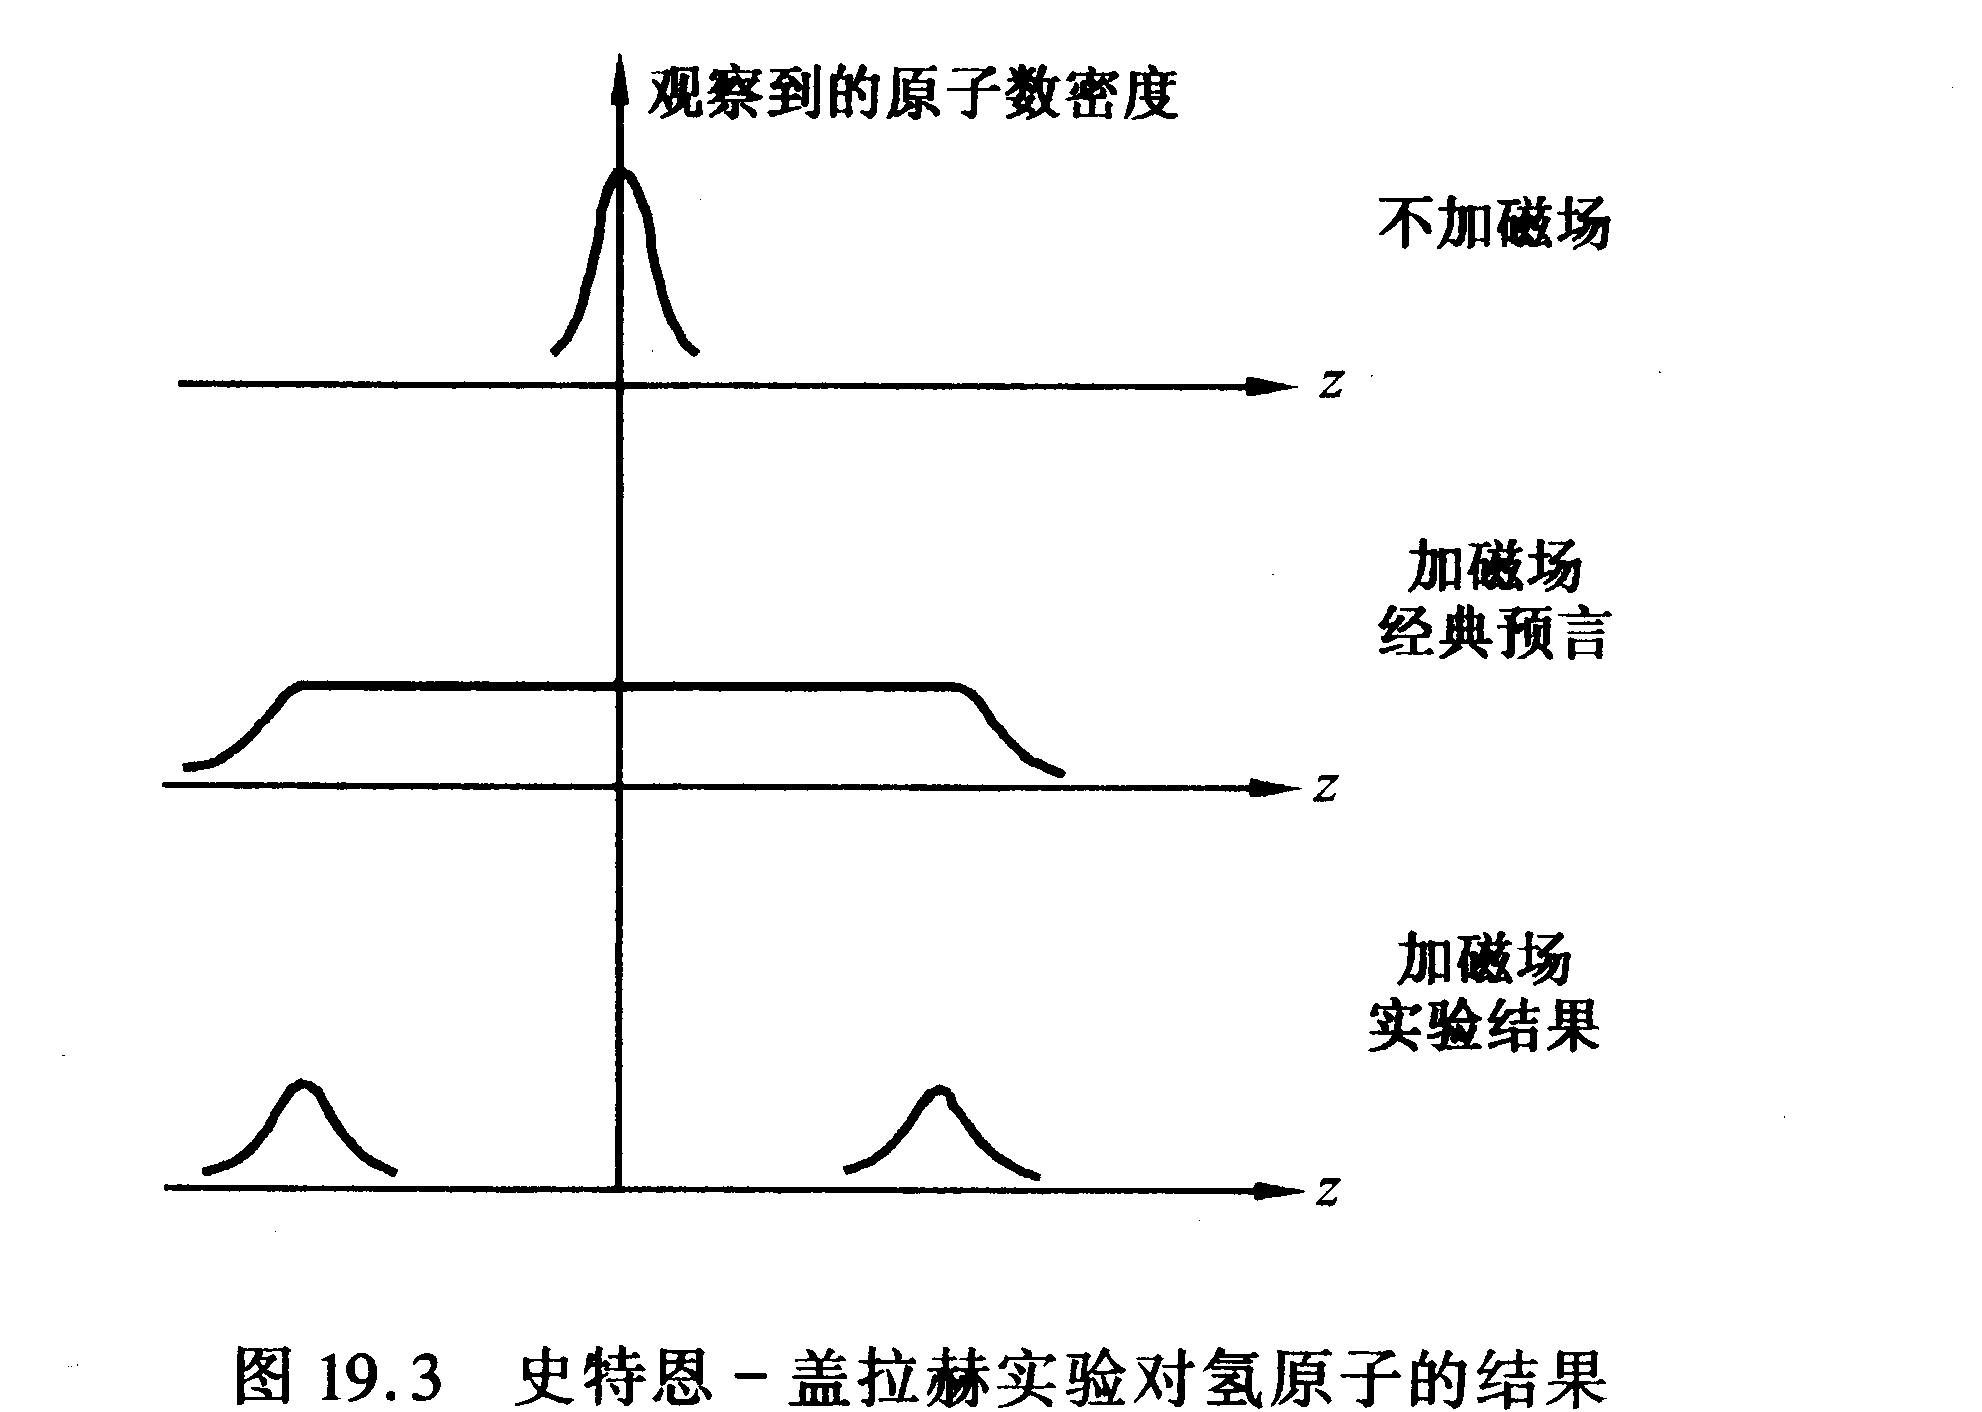 观察到的原子数密度
不加磁场
z
加磁场
经典预言
z
加磁场
实验结果
z
图 19.3 史特恩－盖拉赫实验对氢原子的结果